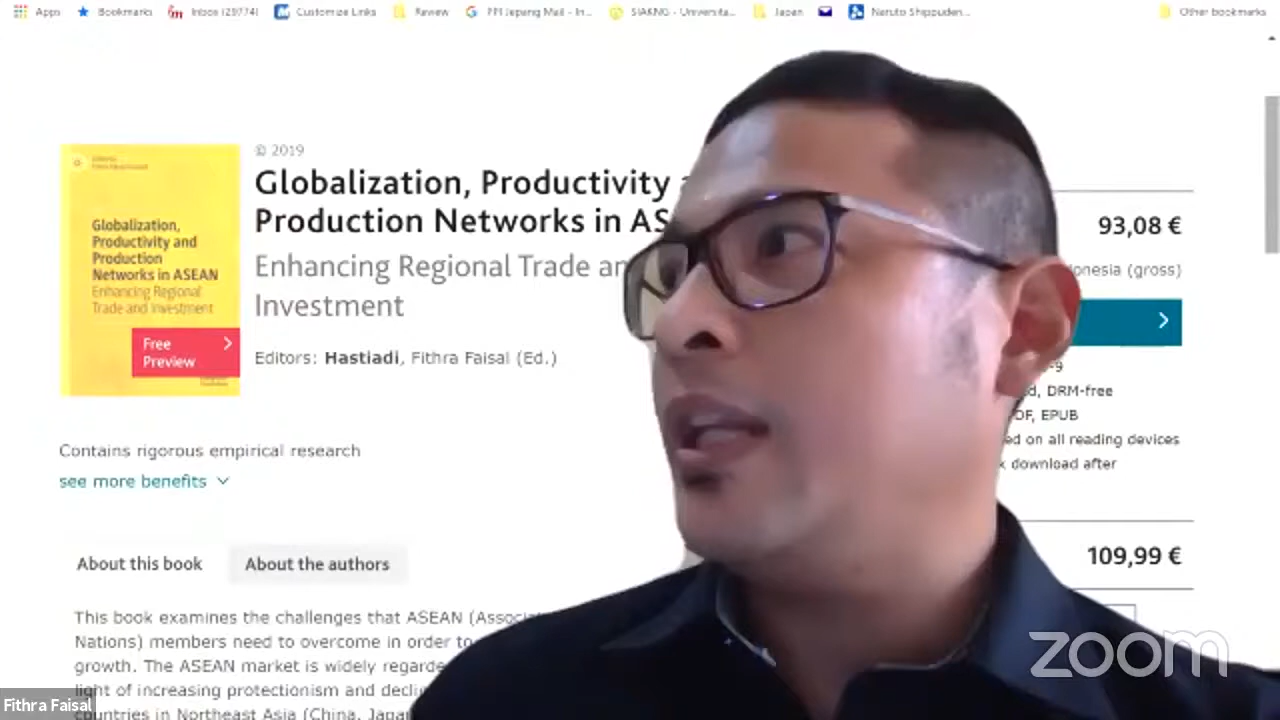 Apps Bookmarks Inbox (29774) Customize Links Review PPI Jepang Mail - In... SIAKNG - Universita... Japan Naruto Shippuden... Other bookmarks
© 2019
Globalization, Productivity
Production Networks in AS
Enhancing Regional Trade an
Investment
Editors: Hastiadi, Fithra Faisal (Ed.)
Globalization,
Productivity and
Production
Networks in ASEAN
Enhancing Regional
Trade and Investment
Free
Preview
Contains rigorous empirical research
see more benefits
About this book About the authors
This book examines the challenges that ASEAN (Associ
Nations) members need to overcome in order to
growth. The ASEAN market is widely regarde
light of increasing protectionism and decli
countries in Northeast Asia (China, Japa
93,08 €
onesia (gross)
-9
d, DRM-free
DF, EPUB
ed on all reading devices
k download after
109,99 €
zoom
Fithra Faisal